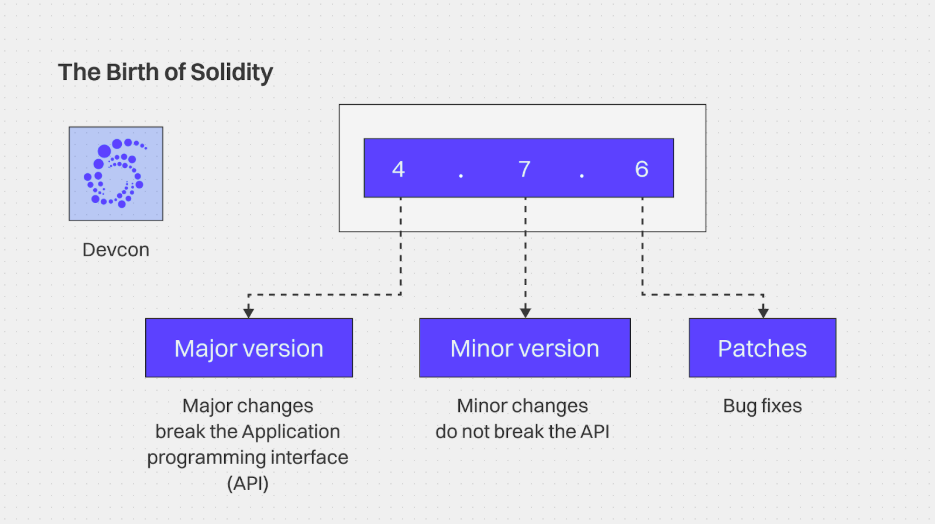 The Birth of Solidity
4 . 7 . 6
Devcon
Major version
Major changes
break the Application
programming interface
(API)
Minor version
Minor changes
do not break the API
Patches
Bug fixes